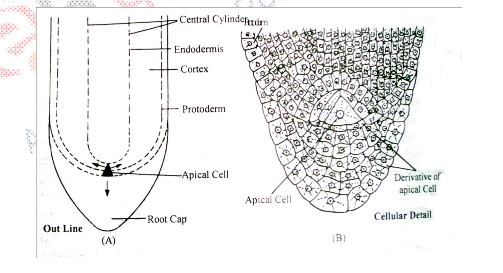 Central Cylinder
Endodermis
Cortex
Protoderm
Apical Cell
Root Cap
Out Line
(A)
Apical Cell
Derivative of
apical Cell
Cellular Detail
(B)